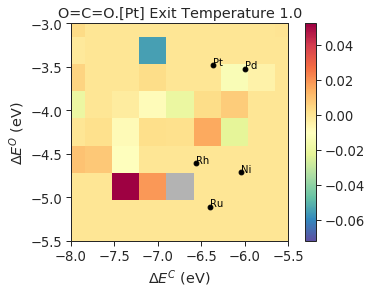 O=C=O.[Pt] Exit Temperature 1.0
−3.0
−3.5
−4.0
−4.5
−5.0
−5.5
ΔE^O (eV)
Pt
Pd
Rh
Ni
Ru
−8.0 −7.5 −7.0 −6.5 −6.0 −5.5
ΔE^C (eV)
0.04
0.02
0.00
−0.02
−0.04
−0.06